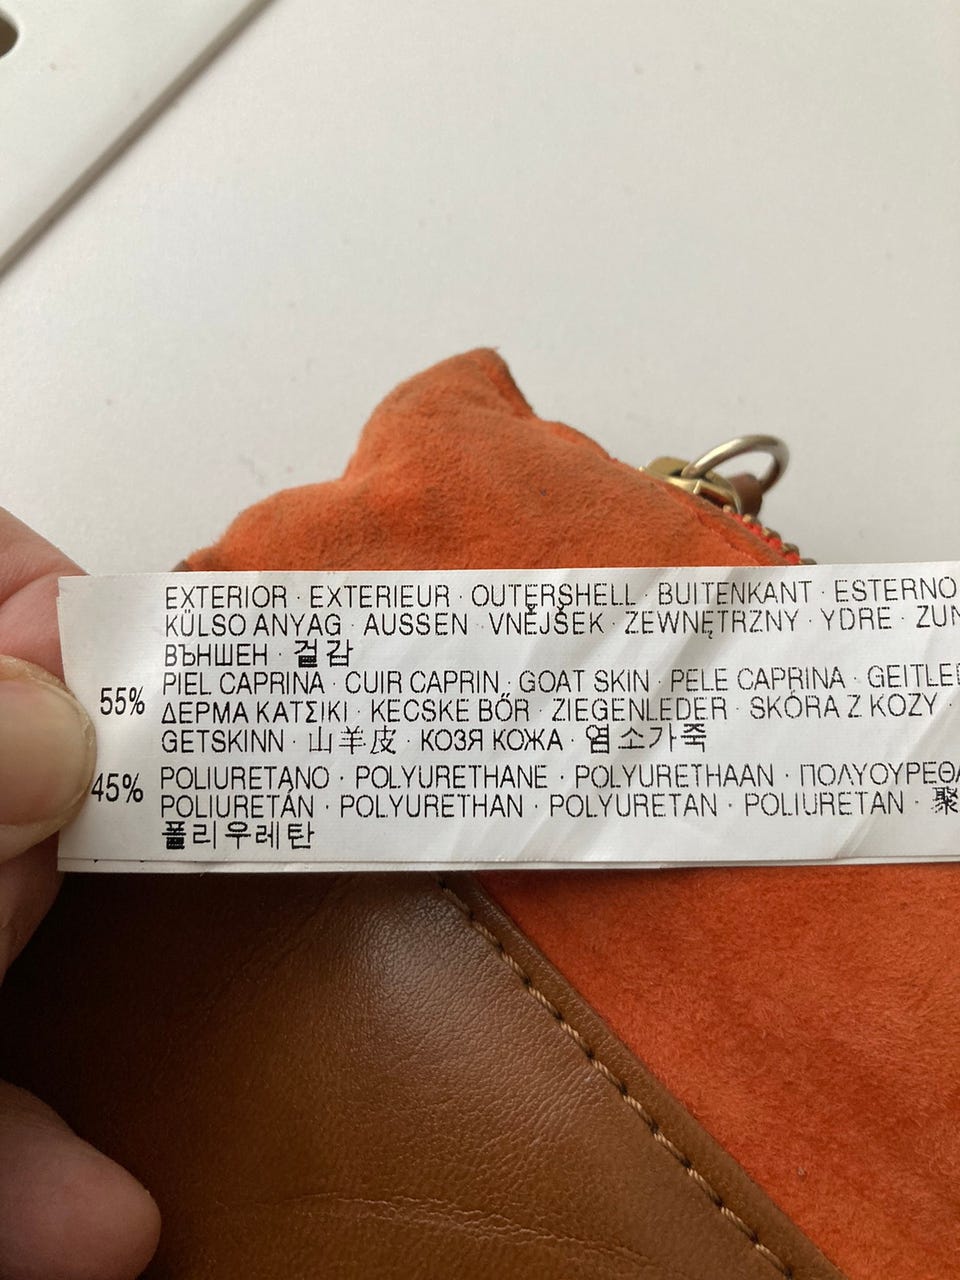 EXTERIOR · EXTERIEUR · OUTERSHELL · BUITENKANT · ESTERNO
KÜLSO ANYAG · AUSSEN · VNĚJŠEK · ZEWNĘTRZNY · YDRE ·
ВЪНШЕН · 겉감
55% PIEL CAPRINA · CUIR CAPRIN · GOAT SKIN · PELE CAPRINA ·
ΔΕΡΜΑ ΚΑΤΣΙΚΙ · KECSKE BŐR · ZIEGENLEDER · SKÓRA Z KOZY ·
GETSKINN · 山羊皮 · КОЗЯ КОЖА · 염소가죽
45% POLIURETANO · POLYURETHANE · POLYURETHAAN ·
POLIURETÁN · POLYURETHAN · POLYURETAN · POLIURETAN · 聚
폴리우레탄